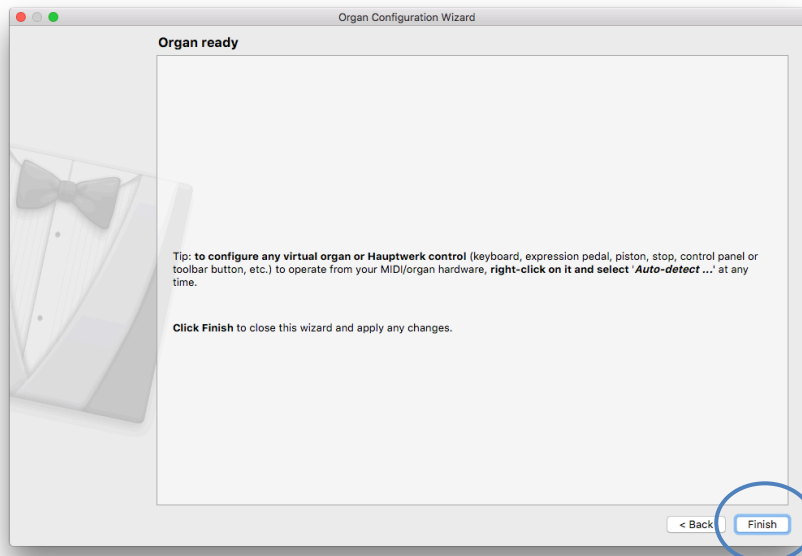 Organ Configuration Wizard
Organ ready
Tip: to configure any virtual organ or Hauptwerk control (keyboard, expression pedal, piston, stop, control panel or
toolbar button, etc.) to operate from your MIDI/organ hardware, right-click on it and select 'Auto-detect ...' at any
time.
Click Finish to close this wizard and apply any changes.
< Back
Finish